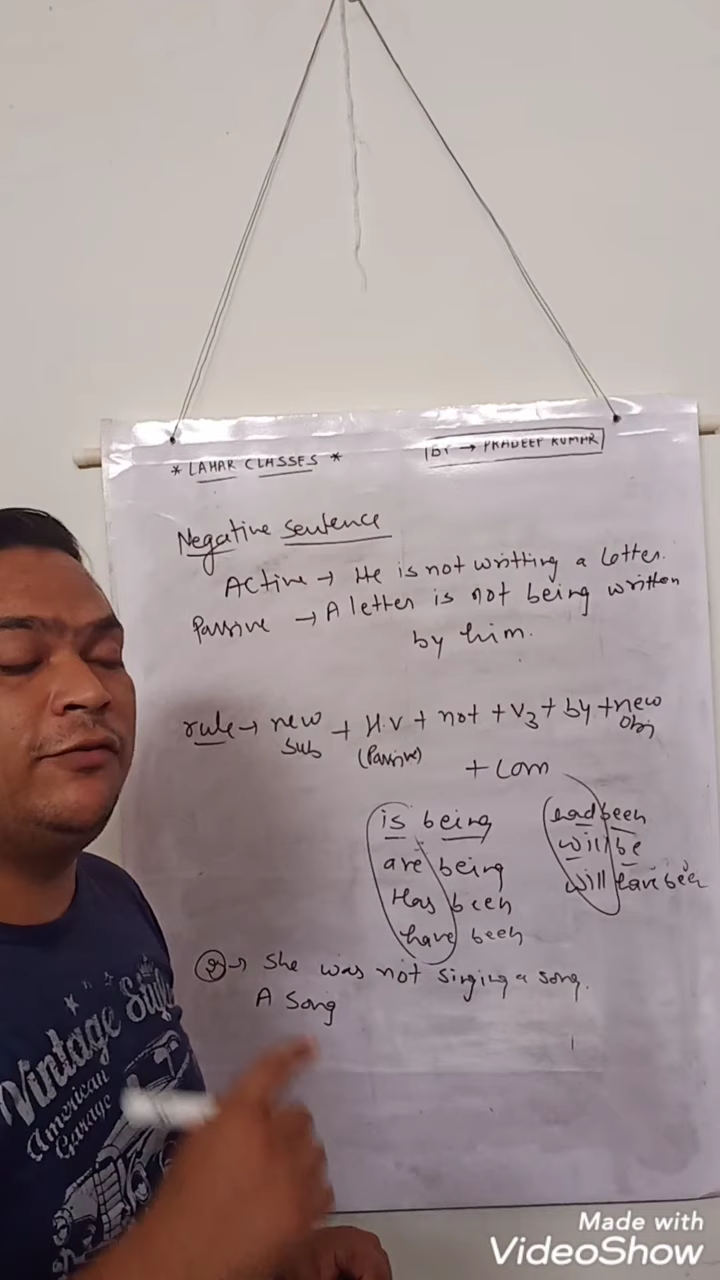 * LAHAR CLASSES *
BY → PRADEEP KUMAR
Negative Sentence
Active → He is not writting a letter.
Passive → A letter is not being written
by him.
rule → new + H.V + not + V3 + by + new
Sub (Passive) Obj
+ Com
is being
are being
Has been
have been
had been
will be
will have been
→ She was not singing a song.
A song
Vintage Style
American
Garage
Made with
VideoShow